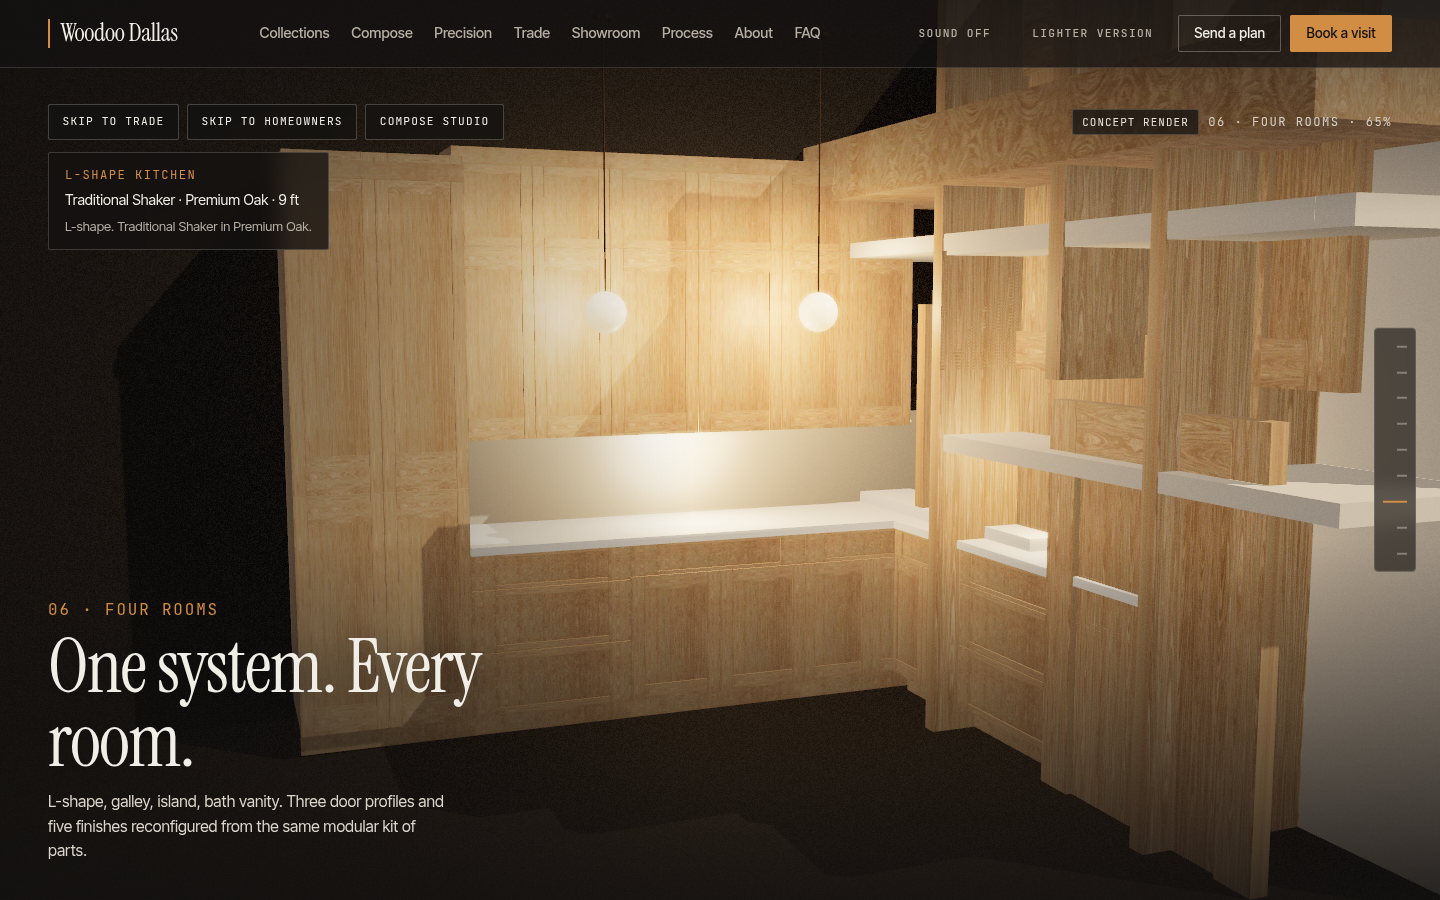 Woodoo Dallas
Collections
Compose
Precision
Trade
Showroom
Process
About
FAQ
SOUND OFF
LIGHTER VERSION
Send a plan
Book a visit
SKIP TO TRADE
SKIP TO HOMEOWNERS
COMPOSE STUDIO
CONCEPT RENDER
06 · FOUR ROOMS · 65%
L-SHAPE KITCHEN
Traditional Shaker · Premium Oak · 9 ft
L-shape. Traditional Shaker in Premium Oak.
06 · FOUR ROOMS
One system. Every
room.
L-shape, galley, island, bath vanity. Three door profiles and
five finishes reconfigured from the same modular kit of
parts.